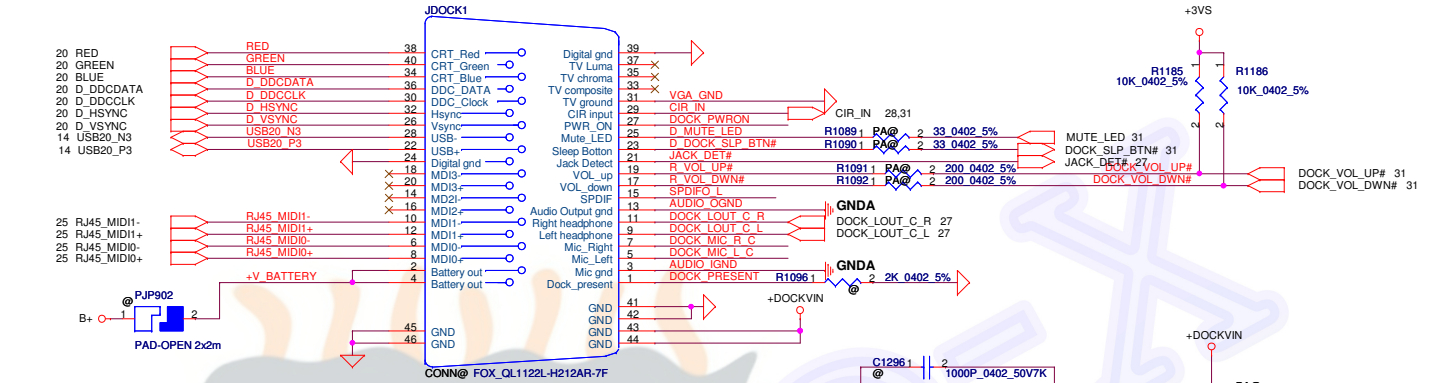 JDOCK1
+3VS
20 RED RED 38 CRT_Red Digital gnd 39
20 GREEN GREEN 40 CRT_Green TV Luma 37
20 BLUE BLUE 34 CRT_Blue TV chroma 35
20 D_DDCDATA D_DDCDATA 36 DDC_DATA TV composite 33
20 D_DDCCLK D_DDCCLK 30 DDC_Clock TV ground 31 VGA_GND
20 D_HSYNC D_HSYNC 32 Hsync CIR input 29 CIR_IN CIR_IN 28,31
20 D_VSYNC D_VSYNC 26 Vsync PWR_ON 27 DOCK_PWRON
14 USB20_N3 USB20_N3 28 USB- Mute_LED 25 D_MUTE_LED R1089 1 PA@ 2 33_0402_5% MUTE_LED 31
14 USB20_P3 USB20_P3 22 USB+ Sleep Botton 23 D_DOCK_SLP_BTN# R1090 1 PA@ 2 33_0402_5% DOCK_SLP_BTN# 31
24 Digital gnd Jack Detect 21 JACK_DET# JACK_DET# 27
18 MDI3- VOL_up 19 R_VOL_UP# R1091 1 PA@ 2 200_0402_5% DOCK_VOL_UP# DOCK_VOL_UP# 31
20 MDI3+ VOL_down 17 R_VOL_DWN# R1092 1 PA@ 2 200_0402_5% DOCK_VOL_DWN# DOCK_VOL_DWN# 31
14 MD2I- SPDIF 15 SPDIFO_L
16 MDI2+ Audio Output gnd 13 AUDIO_OGND GNDA
25 RJ45_MIDI1- RJ45_MIDI1- 10 MDI1- Right headphone 11 DOCK_LOUT_C_R DOCK_LOUT_C_R 27
25 RJ45_MIDI1+ RJ45_MIDI1+ 12 MDI1+ Left headphone 9 DOCK_LOUT_C_L DOCK_LOUT_C_L 27
25 RJ45_MIDI0- RJ45_MIDI0- 6 MDI0- Mic_Right 7 DOCK_MIC_R_C
25 RJ45_MIDI0+ RJ45_MIDI0+ 8 MDI0+ Mic_Left 5 DOCK_MIC_L_C
2 Battery out Mic gnd 3 AUDIO_IGND GNDA
+V_BATTERY 4 Battery out Dock_present 1 DOCK_PRESENT R1096 1 2 2K_0402_5%
@
R1185 1 2
10K_0402_5%
R1186 1 2
10K_0402_5%
@ PJP902
B+ 1 2
PAD-OPEN 2x2m
GND 41
GND 42
45 GND GND 43
46 GND GND 44
+DOCKVIN
+DOCKVIN
CONN@ FOX_QL1122L-H212AR-7F
C1296 1 2
@ 1000P_0402_50V7K